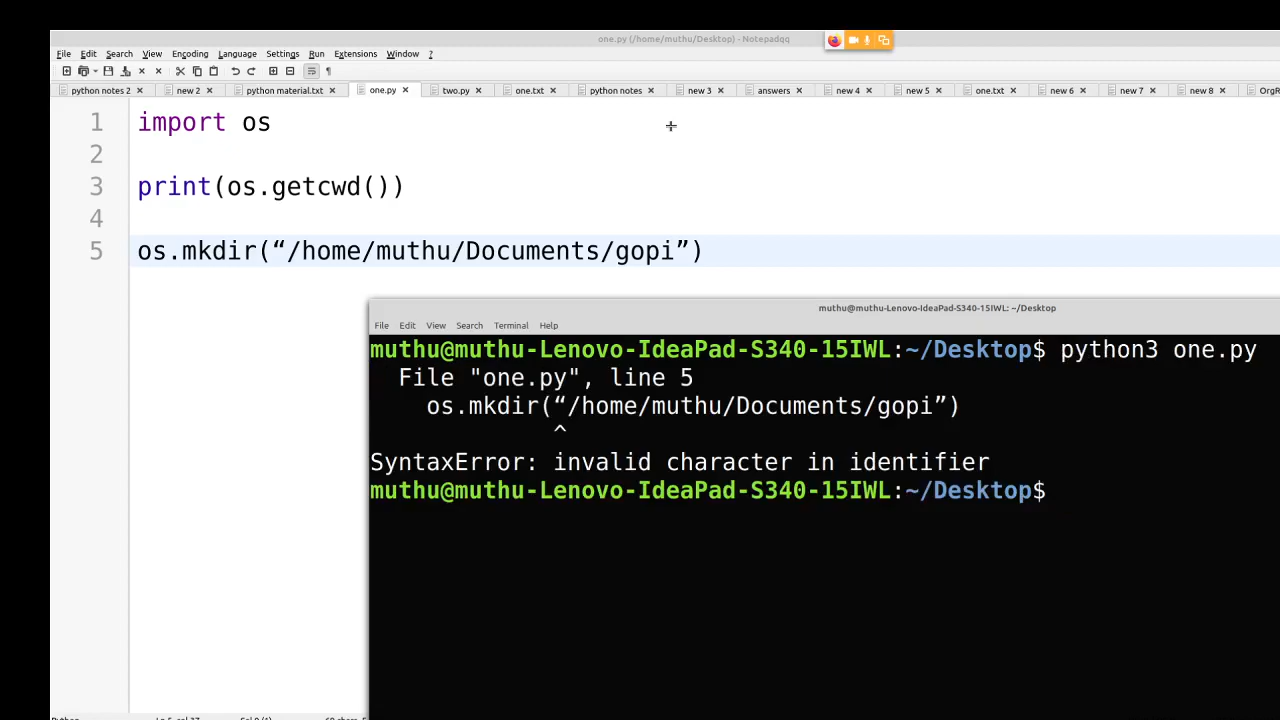 one.py (/home/muthu/Desktop) - Notepadqq
File Edit Search View Encoding Language Settings Run Extensions Window ?
python notes 2 new 2 python material.txt one.py two.py one.txt python notes new 3 answers new 4 new 5 one.txt new 6 new 7 new 8 OrgR
1 import os
2
3 print(os.getcwd())
4
5 os.mkdir(“/home/muthu/Documents/gopi”)
muthu@muthu-Lenovo-IdeaPad-S340-15IWL: ~/Desktop
File Edit View Search Terminal Help
muthu@muthu-Lenovo-IdeaPad-S340-15IWL:~/Desktop$ python3 one.py
File "one.py", line 5
os.mkdir(“/home/muthu/Documents/gopi”)
^
SyntaxError: invalid character in identifier
muthu@muthu-Lenovo-IdeaPad-S340-15IWL:~/Desktop$